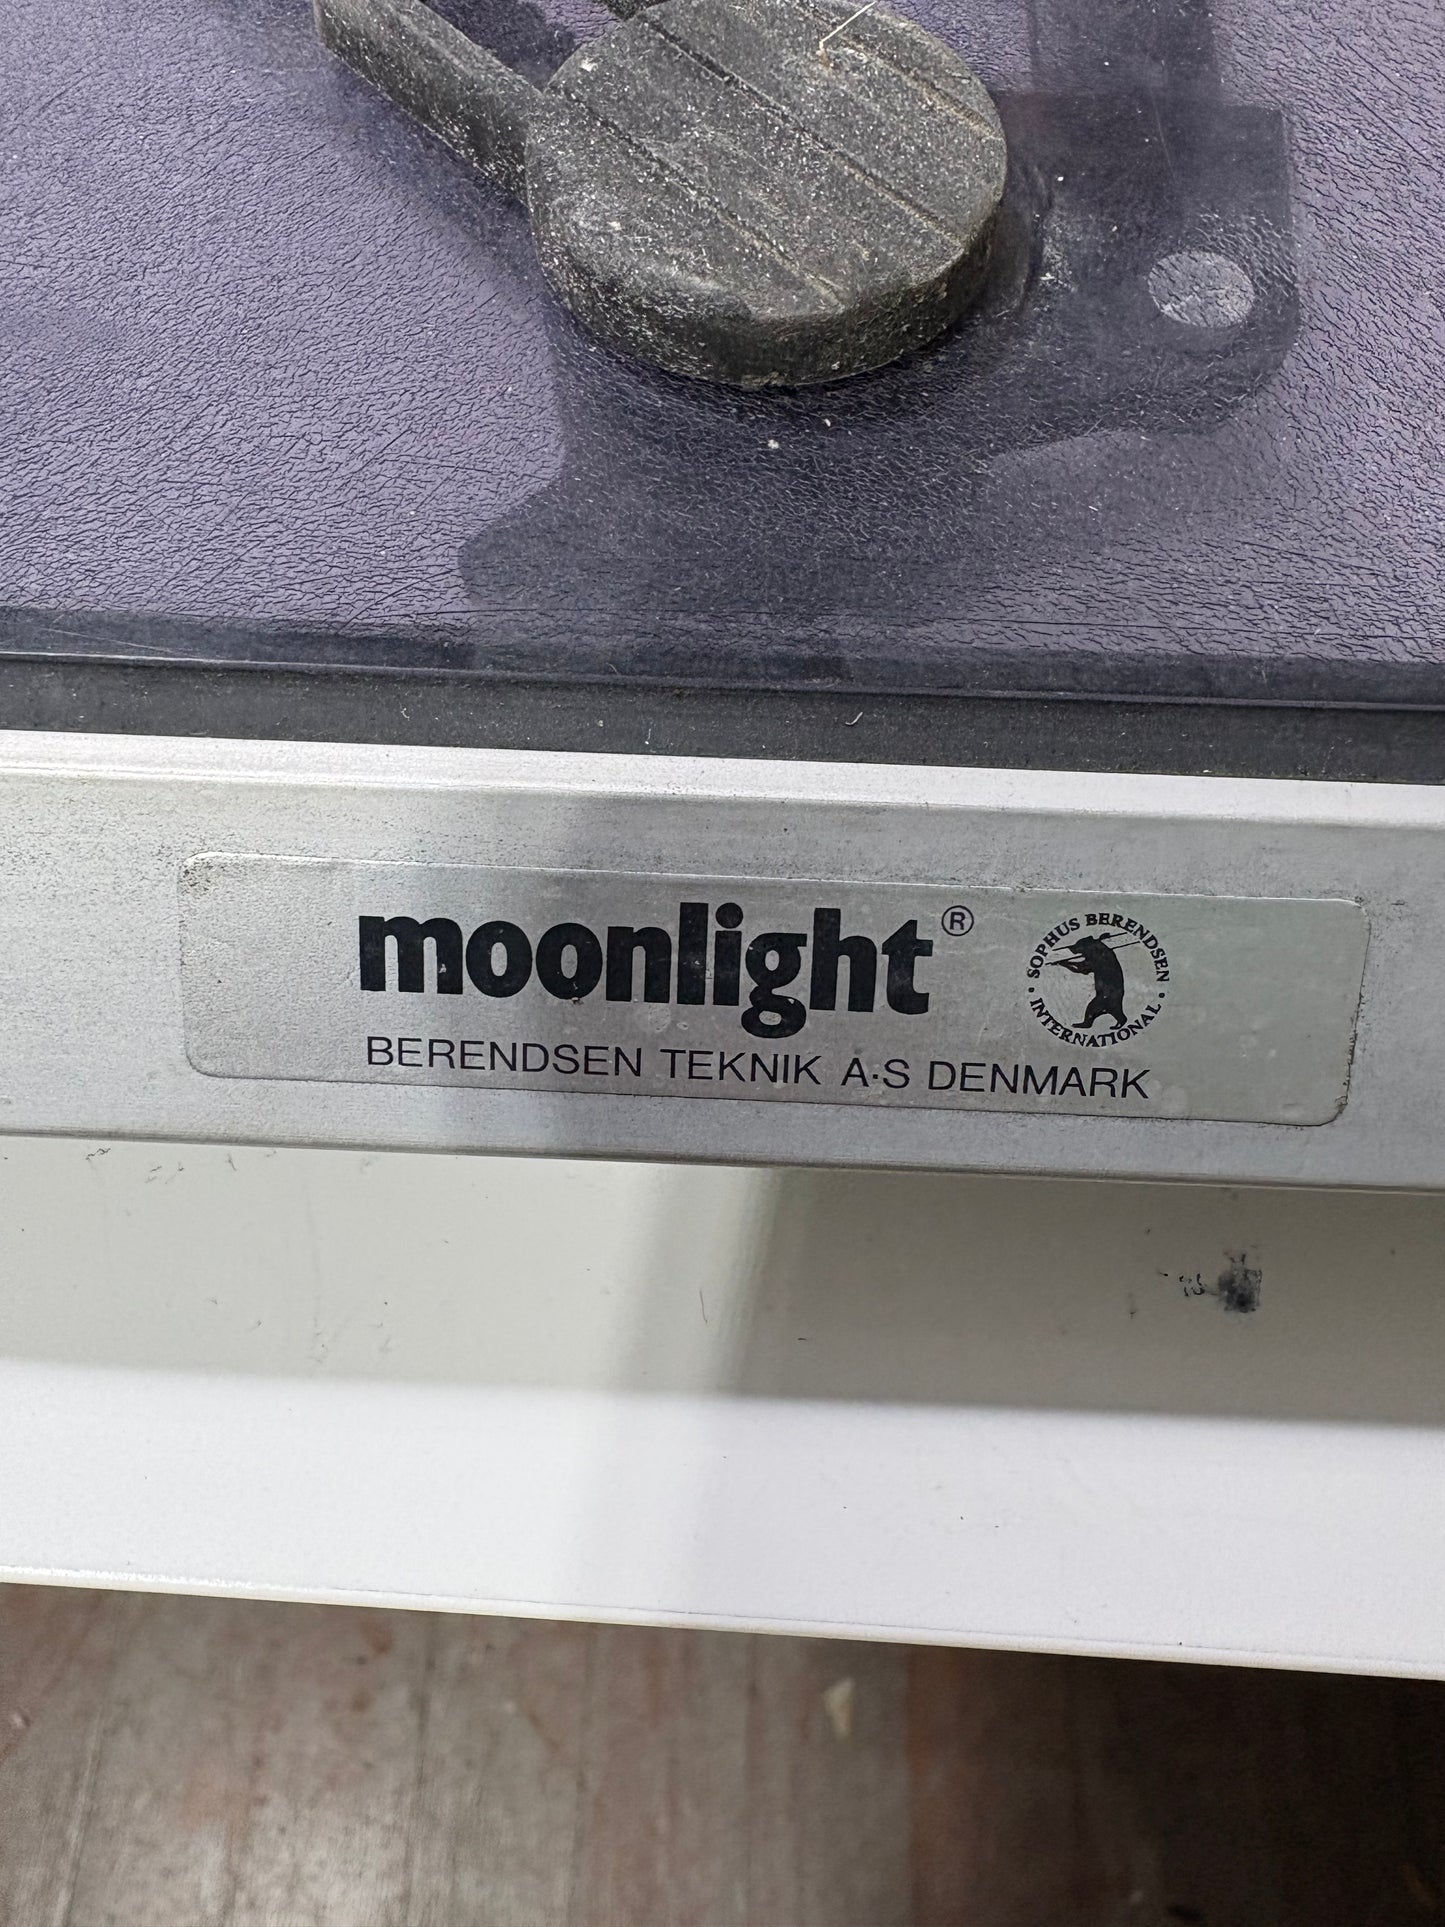 moonlight®
SOPHUS BERENDSEN
· INTERNATIONAL ·
BERENDSEN TEKNIK A·S DENMARK